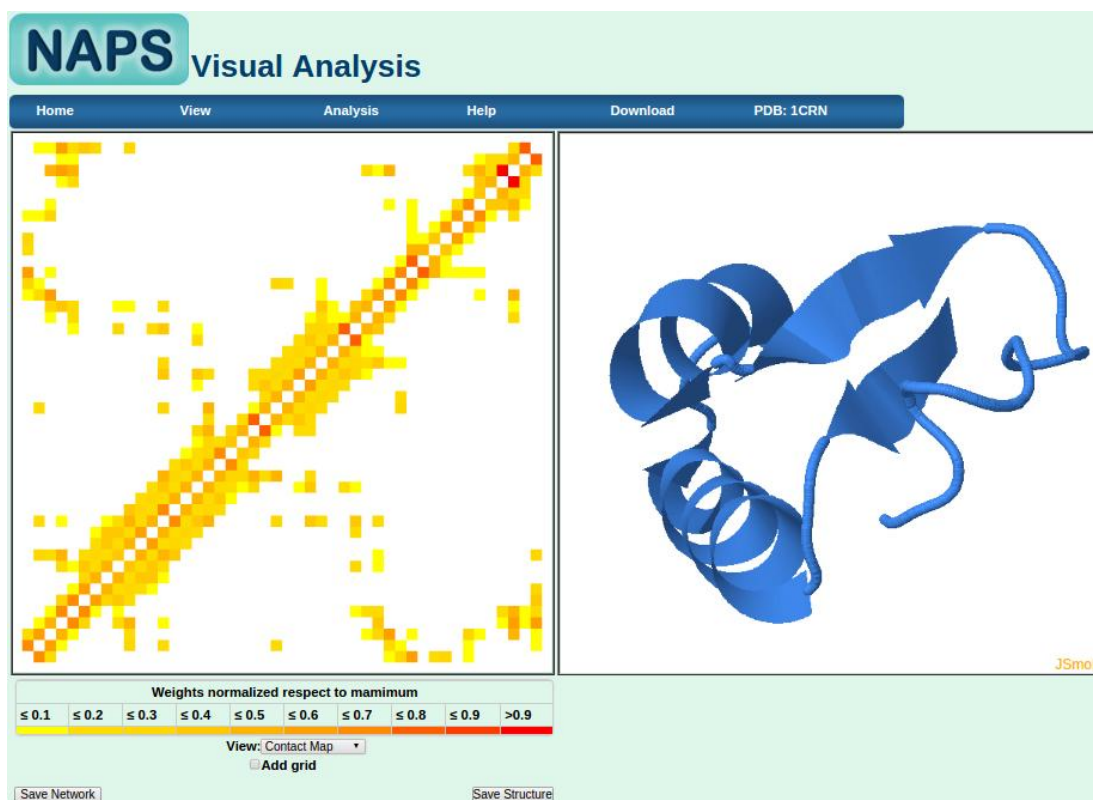 NAPS Visual Analysis
Home View Analysis Help Download PDB: 1CRN
JSmo
Weights normalized respect to mamimum
≤ 0.1 ≤ 0.2 ≤ 0.3 ≤ 0.4 ≤ 0.5 ≤ 0.6 ≤ 0.7 ≤ 0.8 ≤ 0.9 >0.9
View: Contact Map
Add grid
Save Network Save Structure